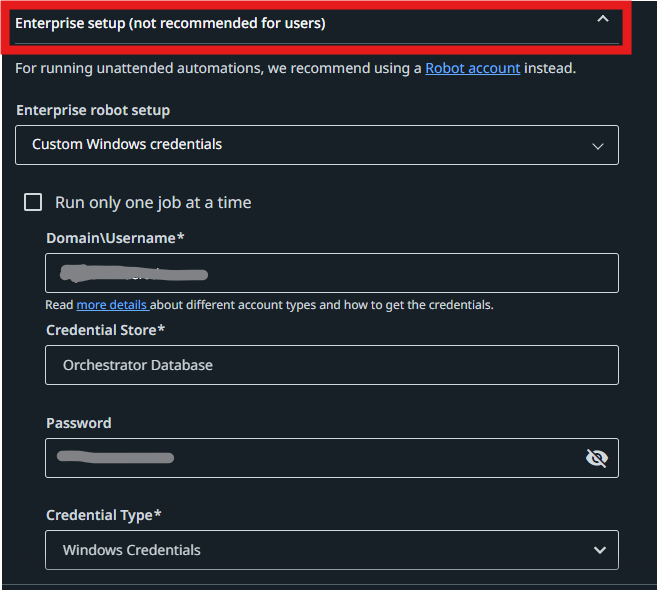 Enterprise setup (not recommended for users)
For running unattended automations, we recommend using a Robot account instead.
Enterprise robot setup
Custom Windows credentials
Run only one job at a time
Domain\Username*
Read more details about different account types and how to get the credentials.
Credential Store*
Orchestrator Database
Password
Credential Type*
Windows Credentials